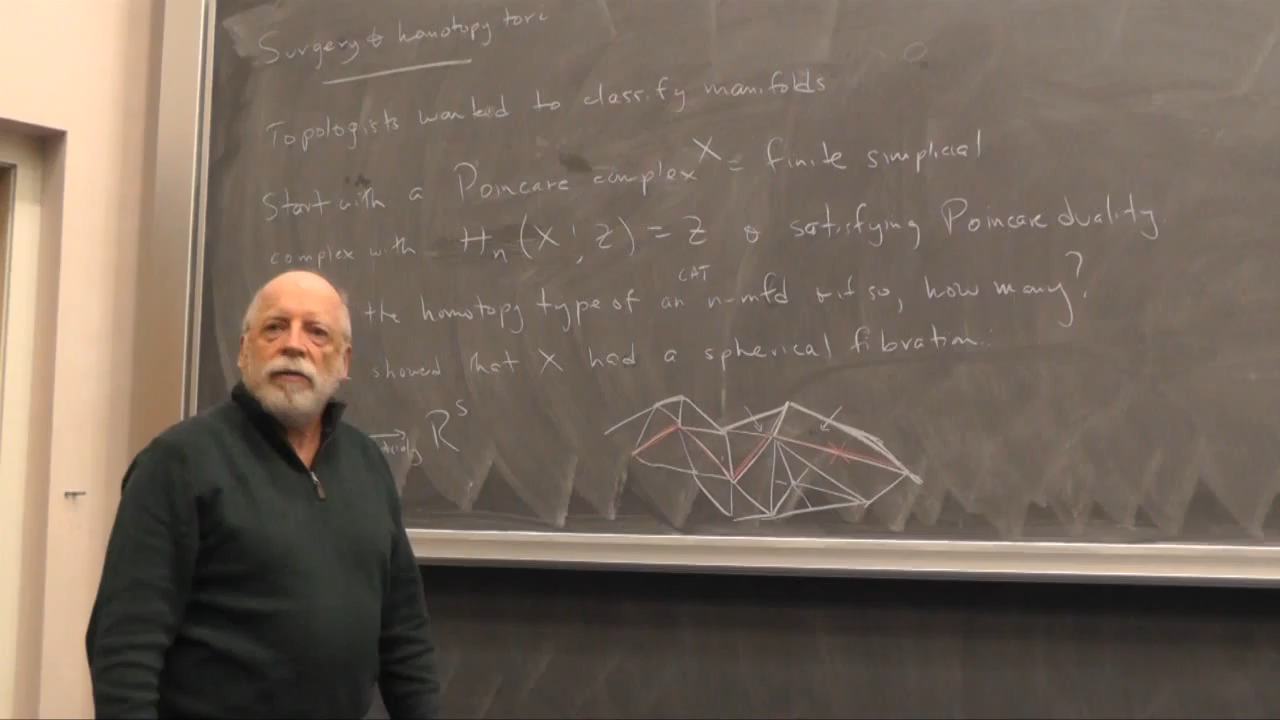 Surgery & homotopy tori
Topologists wanted to classify manifolds
Start with a Poincare complex X = finite simplicial
complex with Hn(X; Z) = Z & satisfying Poincare duality.
the homotopy type of an CAT n-mfd & if so, how many?
showed that X had a spherical fibration.
→ R^s